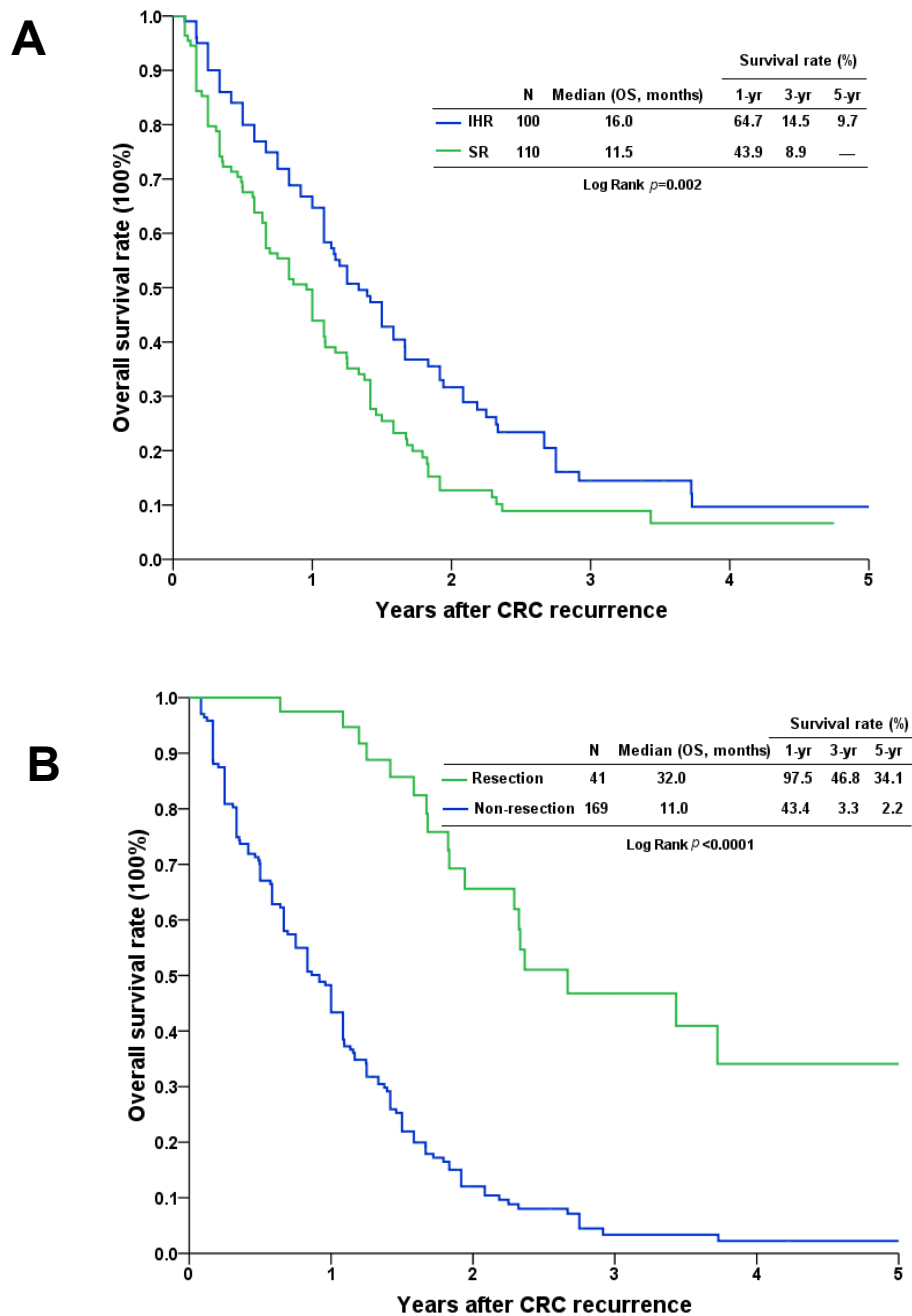 A
Survival rate (%)
N Median (OS, months) 1-yr 3-yr 5-yr
IHR 100 16.0 64.7 14.5 9.7
SR 110 11.5 43.9 8.9 —
Log Rank p=0.002
Overall survival rate (100%)
1.0
0.9
0.8
0.7
0.6
0.5
0.4
0.3
0.2
0.1
0.0
0 1 2 3 4 5
Years after CRC recurrence
B
Survival rate (%)
N Median (OS, months) 1-yr 3-yr 5-yr
Resection 41 32.0 97.5 46.8 34.1
Non-resection 169 11.0 43.4 3.3 2.2
Log Rank P <0.0001
Overall survival rate (100%)
1.0
0.9
0.8
0.7
0.6
0.5
0.4
0.3
0.2
0.1
0.0
0 1 2 3 4 5
Years after CRC recurrence